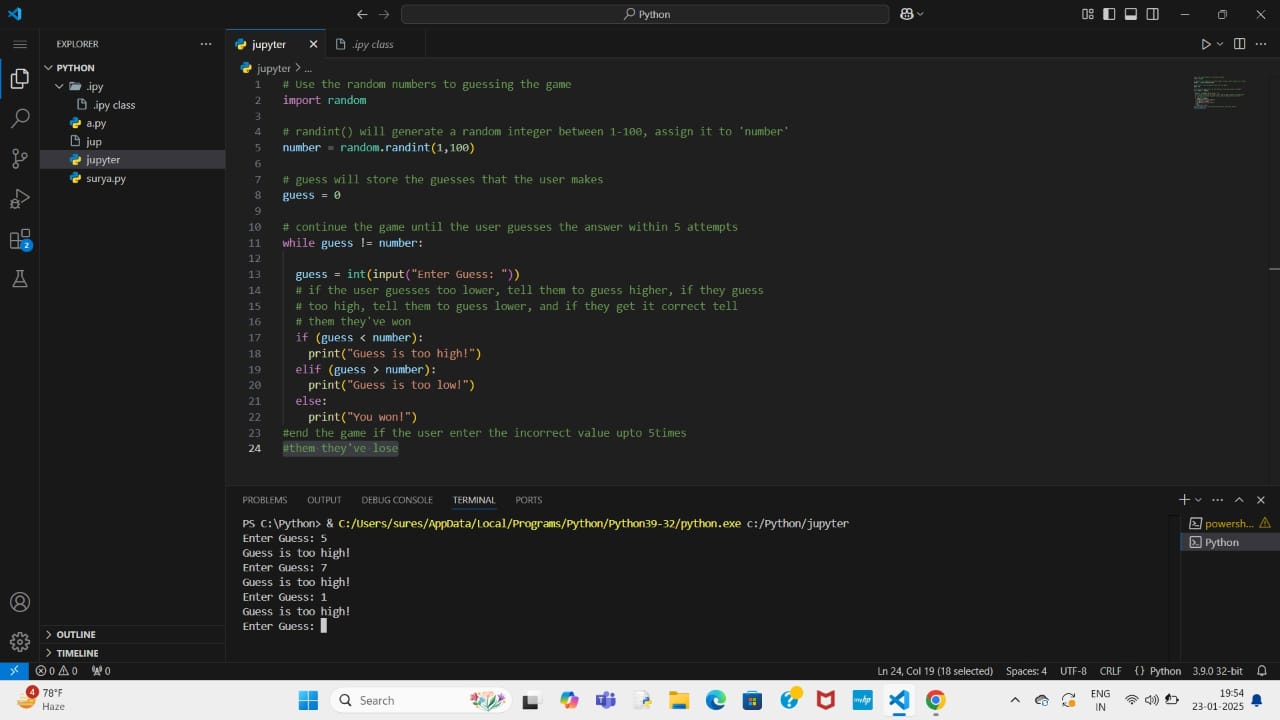 Python
EXPLORER
jupyter
.ipy class
PYTHON
.ipy
.ipy class
a.py
jup
jupyter
surya.py
OUTLINE
TIMELINE
jupyter > ...
1 # Use the random numbers to guessing the game
2 import random
3
4 # randint() will generate a random integer between 1-100, assign it to 'number'
5 number = random.randint(1,100)
6
7 # guess will store the guesses that the user makes
8 guess = 0
9
10 # continue the game until the user guesses the answer within 5 attempts
11 while guess != number:
12
13 guess = int(input("Enter Guess: "))
14 # if the user guesses too lower, tell them to guess higher, if they guess
15 # too high, tell them to guess lower, and if they get it correct tell
16 # them they've won
17 if (guess < number):
18 print("Guess is too high!")
19 elif (guess > number):
20 print("Guess is too low!")
21 else:
22 print("You won!")
23 #end the game if the user enter the incorrect value upto 5times
24 #them they've lose
PROBLEMS OUTPUT DEBUG CONSOLE TERMINAL PORTS
PS C:\Python> & C:/Users/sures/AppData/Local/Programs/Python/Python39-32/python.exe c:/Python/jupyter
Enter Guess: 5
Guess is too high!
Enter Guess: 7
Guess is too high!
Enter Guess: 1
Guess is too high!
Enter Guess:
powersh...
Python
2
0 0 0
Ln 24, Col 19 (18 selected) Spaces: 4 UTF-8 CRLF {} Python 3.9.0 32-bit
4
78°F
Haze
Search
ENG
IN
19:54
23-01-2025